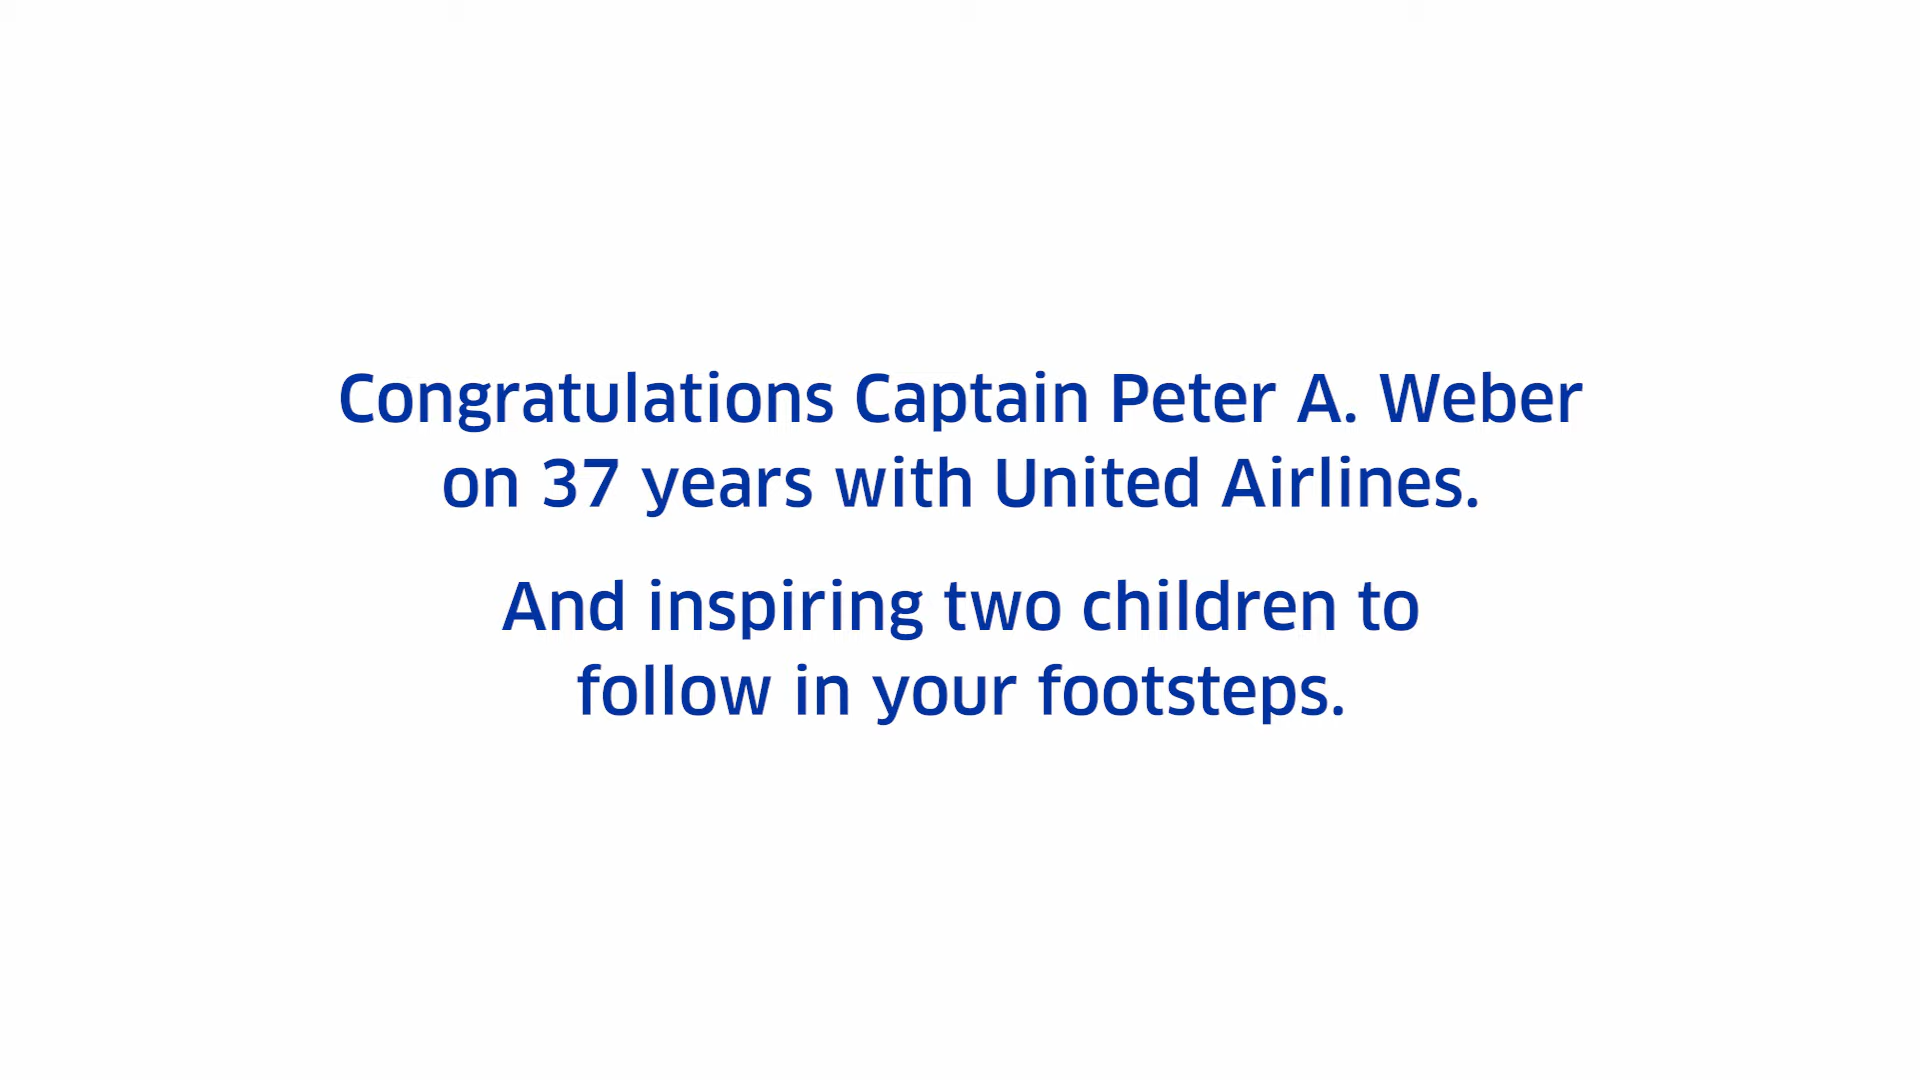 Congratulations Captain Peter A. Weber
on 37 years with United Airlines.
And inspiring two children to
follow in your footsteps.